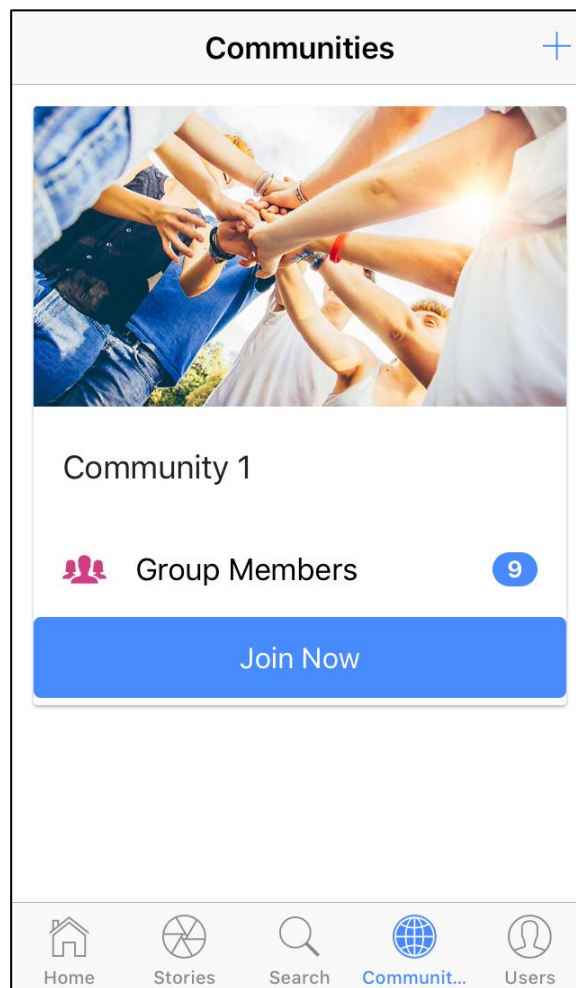 Communities
Community 1
Group Members 9
Join Now
Home Stories Search Communit... Users